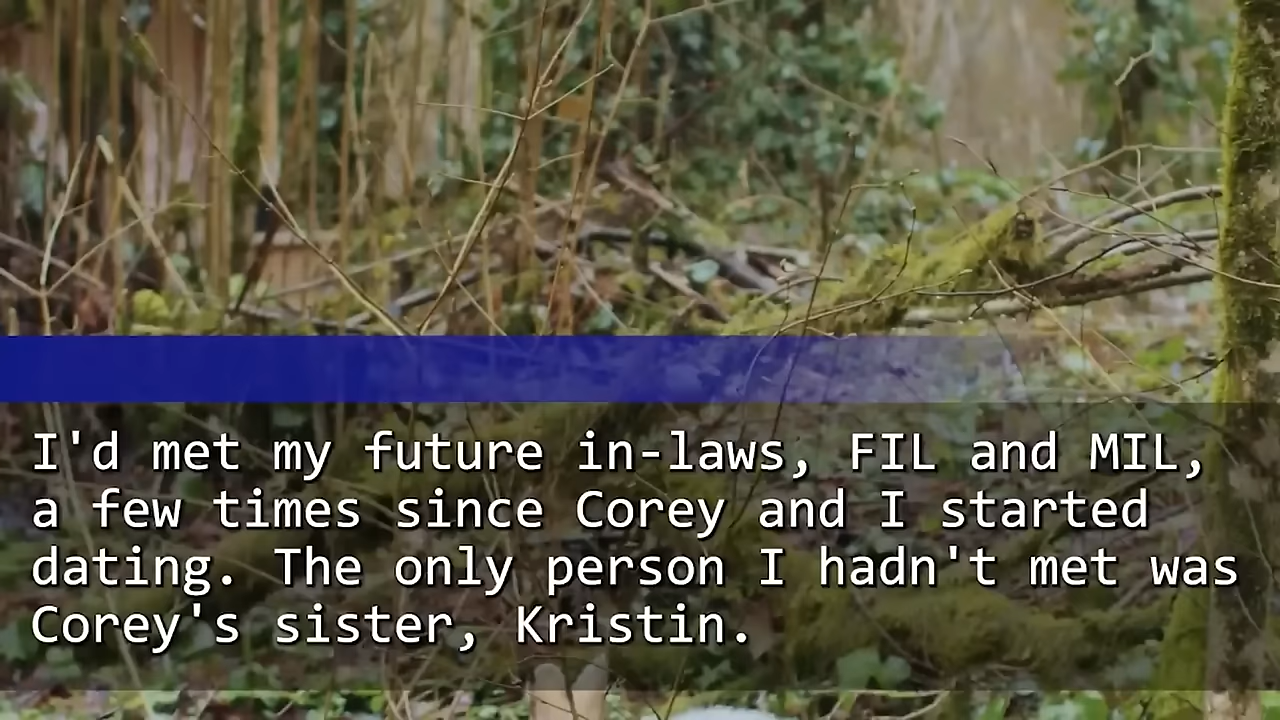 I'd met my future in-laws, FIL and MIL,
a few times since Corey and I started
dating. The only person I hadn't met was
Corey's sister, Kristin.